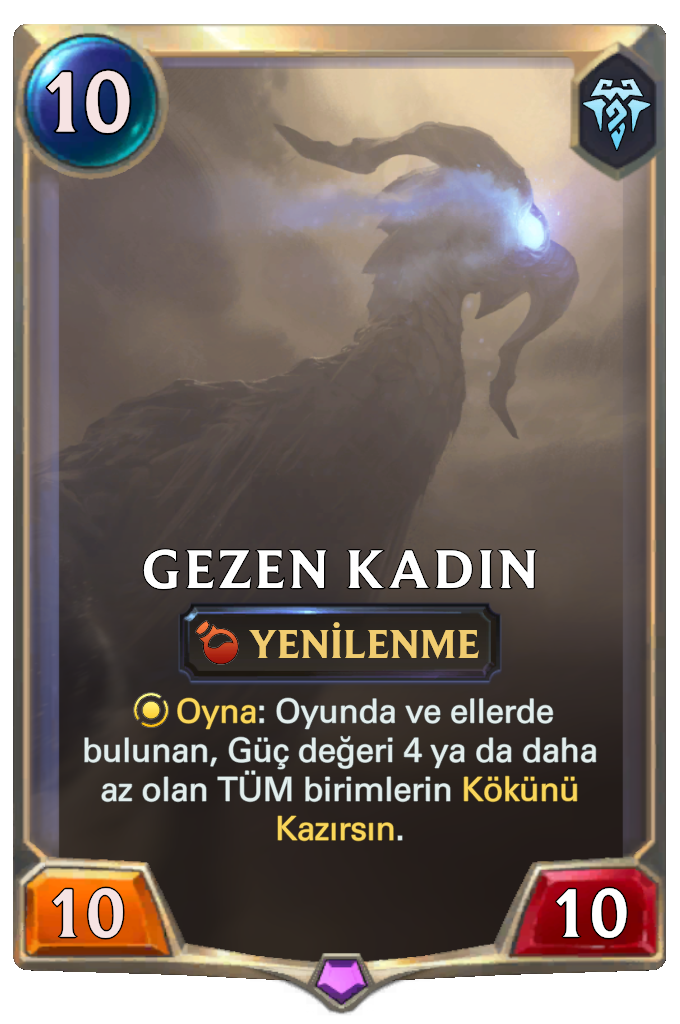 10
GEZEN KADIN
YENİLENME
Oyna: Oyunda ve ellerde
bulunan, Güç değeri 4 ya da daha
az olan TÜM birimlerin Kökünü
Kazırsın.
10
10